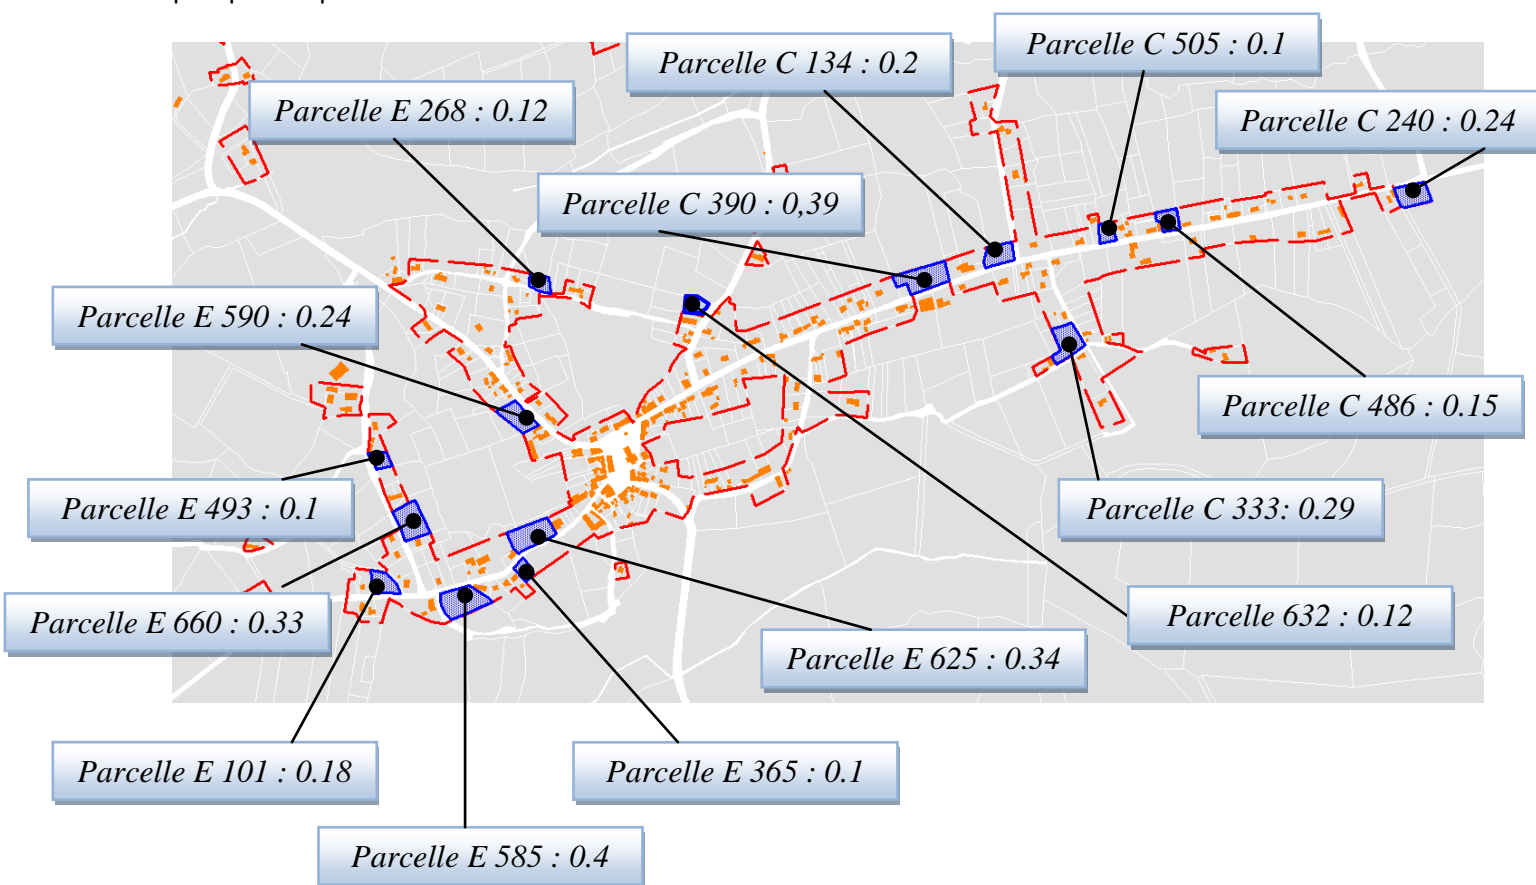 Parcelle C 505 : 0.1
Parcelle C 134 : 0.2
Parcelle E 268 : 0.12
Parcelle C 240 : 0.24
Parcelle C 390 : 0,39
Parcelle E 590 : 0.24
Parcelle C 486 : 0.15
Parcelle E 493 : 0.1
Parcelle C 333: 0.29
Parcelle 632 : 0.12
Parcelle E 660 : 0.33
Parcelle E 625 : 0.34
Parcelle E 101 : 0.18
Parcelle E 365 : 0.1
Parcelle E 585 : 0.4